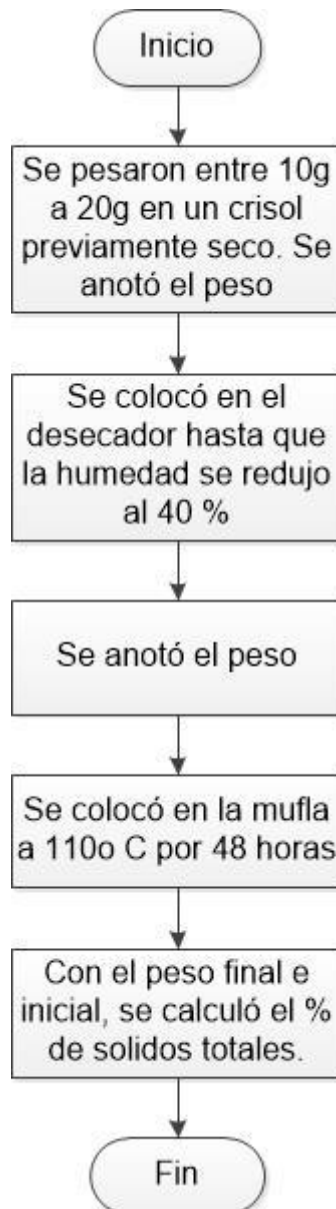 Inicio
Se pesaron entre 10g
a 20g en un crisol
previamente seco. Se
anotó el peso
Se colocó en el
desecador hasta que
la humedad se redujo
al 40 %
Se anotó el peso
Se colocó en la mufla
a 110o C por 48 horas
Con el peso final e
inicial, se calculó el %
de solidos totales.
Fin